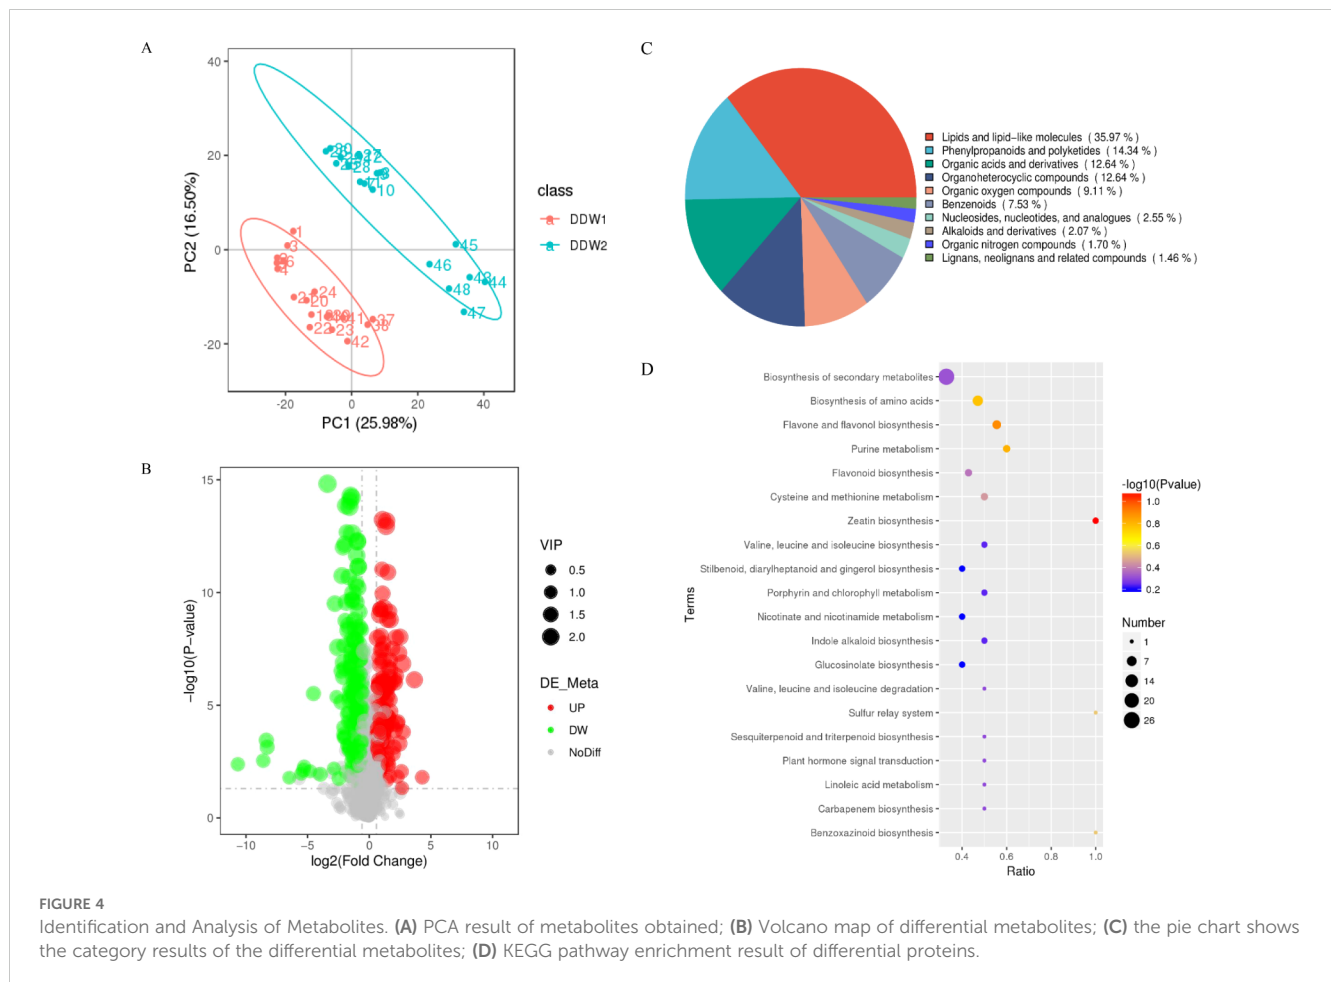 A
40
20
0
-20
PC2 (16.50%)
-20
0
20
40
PC1 (25.98%)
1
3
24
20
22
23
41
37
38
42
28
10
45
46
44
48
47
class
a DDW1
a DDW2
B
15
10
5
0
-log10(P-value)
-10
-5
0
5
10
log2(Fold Change)
VIP
0.5
1.0
1.5
2.0
DE_Meta
UP
DW
NoDiff
C
Lipids and lipid-like molecules ( 35.97 % )
Phenylpropanoids and polyketides ( 14.34 % )
Organic acids and derivatives ( 12.64 % )
Organoheterocyclic compounds ( 12.64 % )
Organic oxygen compounds ( 9.11 % )
Benzenoids ( 7.53 % )
Nucleosides, nucleotides, and analogues ( 2.55 % )
Alkaloids and derivatives ( 2.07 % )
Organic nitrogen compounds ( 1.70 % )
Lignans, neolignans and related compounds ( 1.46 % )
D
Terms
Biosynthesis of secondary metabolites
Biosynthesis of amino acids
Flavone and flavonol biosynthesis
Purine metabolism
Flavonoid biosynthesis
Cysteine and methionine metabolism
Zeatin biosynthesis
Valine, leucine and isoleucine biosynthesis
Stilbenoid, diarylheptanoid and gingerol biosynthesis
Porphyrin and chlorophyll metabolism
Nicotinate and nicotinamide metabolism
Indole alkaloid biosynthesis
Glucosinolate biosynthesis
Valine, leucine and isoleucine degradation
Sulfur relay system
Sesquiterpenoid and triterpenoid biosynthesis
Plant hormone signal transduction
Linoleic acid metabolism
Carbapenem biosynthesis
Benzoxazinoid biosynthesis
0.4
0.6
0.8
1.0
Ratio
-log10(Pvalue)
1.0
0.8
0.6
0.4
0.2
Number
1
7
14
20
26
FIGURE 4
Identification and Analysis of Metabolites. (A) PCA result of metabolites obtained; (B) Volcano map of differential metabolites; (C) the pie chart shows
the category results of the differential metabolites; (D) KEGG pathway enrichment result of differential proteins.